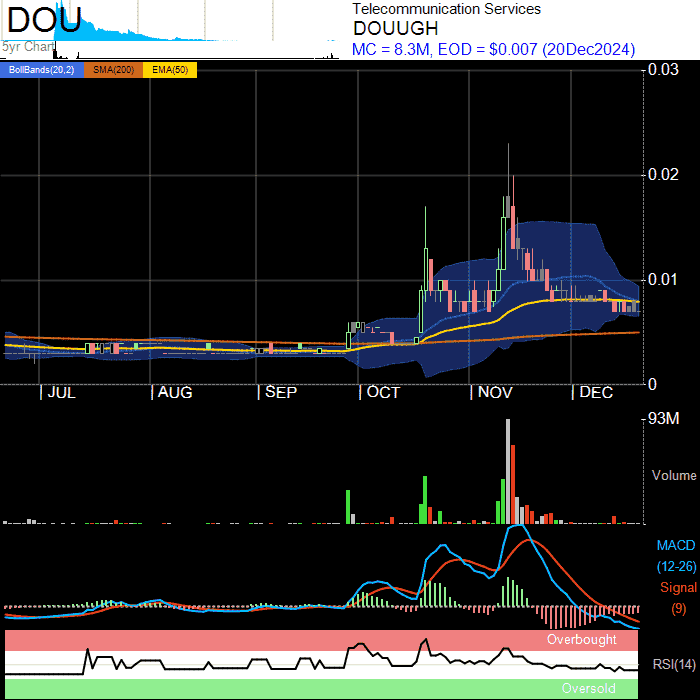 DOU
5yr Chart
Telecommunication Services
DOUUGH
MC = 8.3M, EOD = $0.007 (20Dec2024)
BollBands(20,2) SMA(200) EMA(50)
0.03
0.02
0.01
0
JUL AUG SEP OCT NOV DEC
93M
Volume
MACD
(12-26)
Signal
(9)
Overbought
RSI(14)
Oversold